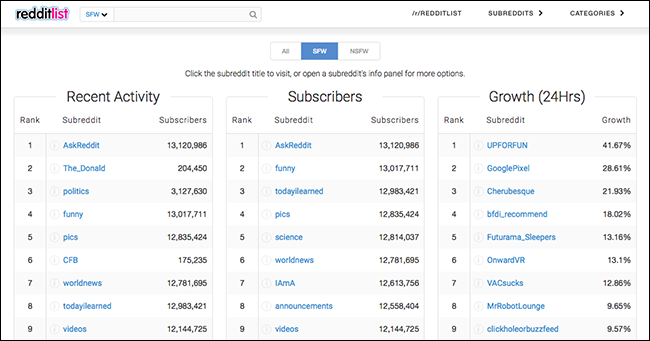 redditlist SFW /r/REDDITLIST SUBREDDITS CATEGORIES
All SFW NSFW
Click the subreddit title to visit, or open a subreddit's info panel for more options.
Recent Activity
Rank Subreddit Subscribers
1 AskReddit 13,120,986
2 The_Donald 204,450
3 politics 3,127,630
4 funny 13,017,711
5 pics 12,835,424
6 CFB 175,235
7 worldnews 12,781,695
8 todayilearned 12,983,421
9 videos 12,144,725
Subscribers
Rank Subreddit Subscribers
1 AskReddit 13,120,986
2 funny 13,017,711
3 todayilearned 12,983,421
4 pics 12,835,424
5 science 12,814,037
6 worldnews 12,781,695
7 IAmA 12,613,756
8 announcements 12,558,404
9 videos 12,144,725
Growth (24Hrs)
Rank Subreddit Growth
1 UPFORFUN 41.67%
2 GooglePixel 28.61%
3 Cherubesque 21.93%
4 bfdi_recommend 18.02%
5 Futurama_Sleepers 13.16%
6 OnwardVR 13.1%
7 VACsucks 12.86%
8 MrRobotLounge 9.65%
9 clickholeorbuzzfeed 9.57%